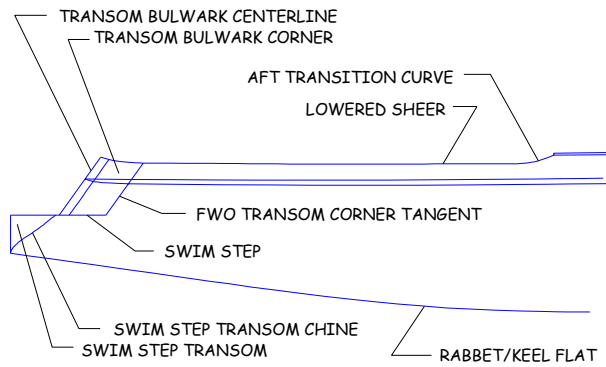 TRANSOM BULWARK CENTERLINE
TRANSOM BULWARK CORNER
AFT TRANSITION CURVE
LOWERED SHEER
FWO TRANSOM CORNER TANGENT
SWIM STEP
SWIM STEP TRANSOM CHINE
SWIM STEP TRANSOM
RABBET/KEEL FLAT